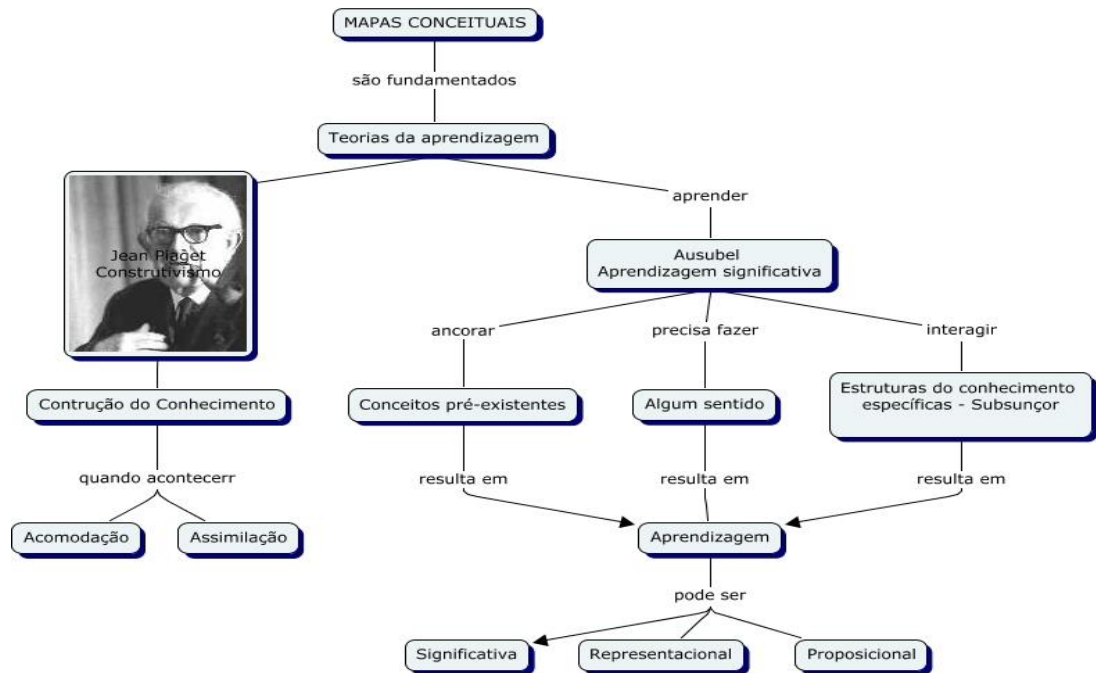 MAPAS CONCEITUAIS
são fundamentados
Teorias da aprendizagem
aprender
Jean Piaget
Construtivismo
Ausubel
Aprendizagem significativa
ancorar
precisa fazer
interagir
Contrução do Conhecimento
Conceitos pré-existentes
Algum sentido
Estruturas do conhecimento
específicas - Subsunçor
quando acontecerr
resulta em
resulta em
resulta em
Acomodação
Assimilação
Aprendizagem
pode ser
Significativa
Representacional
Proposicional